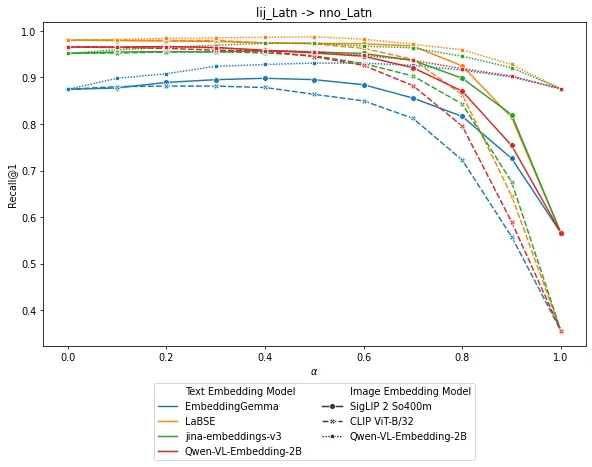 lij_Latn -> nno_Latn
1.0
0.9
0.8
0.7
0.6
0.5
0.4
Recall@1
0.0
0.2
0.4
0.6
0.8
1.0
α
Text Embedding Model
EmbeddingGemma
LaBSE
jina-embeddings-v3
Qwen-VL-Embedding-2B
Image Embedding Model
SigLIP 2 So400m
CLIP ViT-B/32
Qwen-VL-Embedding-2B